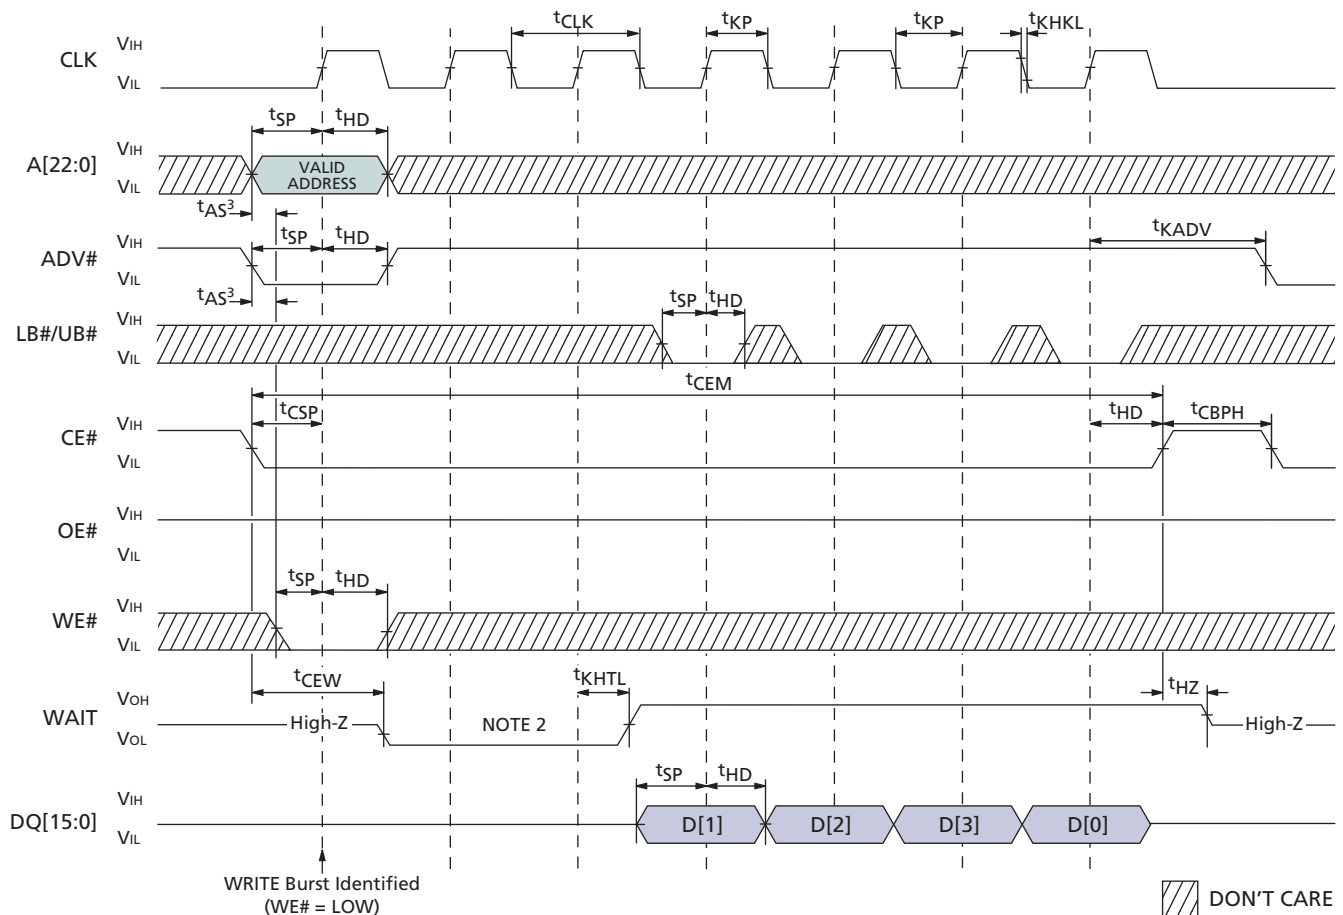 tCLK tKP tKP tKHKL
CLK VIH
VIL
tSP tHD
A[22:0] VIH
VIL
VALID
ADDRESS
tAS3
tSP tHD tKADV
ADV# VIH
VIL
tAS3
tSP tHD
LB#/UB# VIH
VIL
tCEM
tCSP tHD tCBPH
CE# VIH
VIL
OE# VIH
VIL
tSP tHD
WE# VIH
VIL
tCEW tKHTL tHZ
WAIT VOH
VOL
High-Z NOTE 2 High-Z
tSP tHD
DQ[15:0] VIH
VIL
D[1] D[2] D[3] D[0]
WRITE Burst Identified
(WE# = LOW)
DON'T CARE